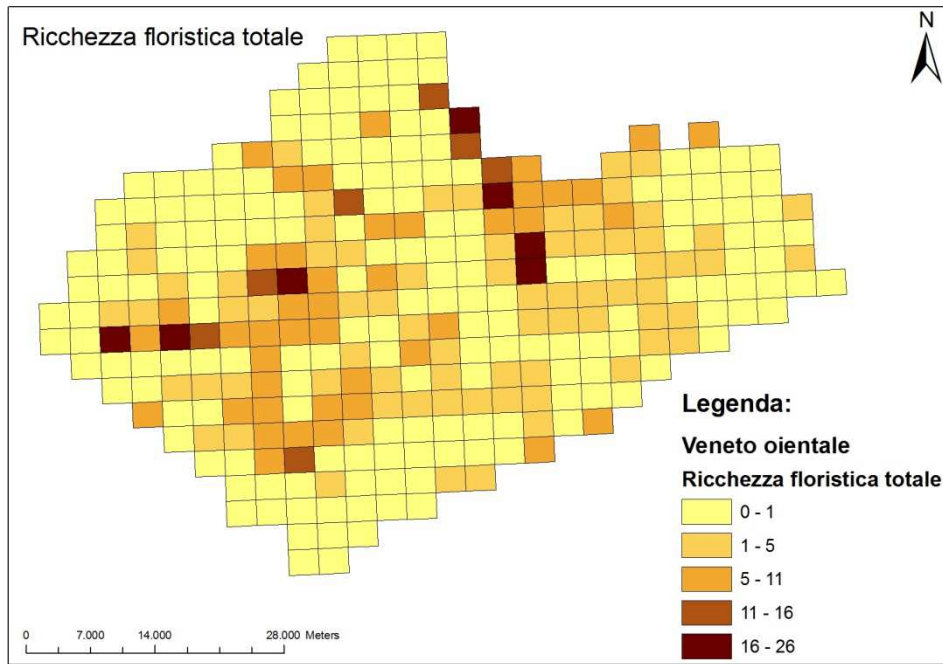 Ricchezza floristica totale
N
Legenda:
Veneto oientale
Ricchezza floristica totale
0 - 1
1 - 5
5 - 11
11 - 16
16 - 26
0 7.000 14.000 28.000 Meters